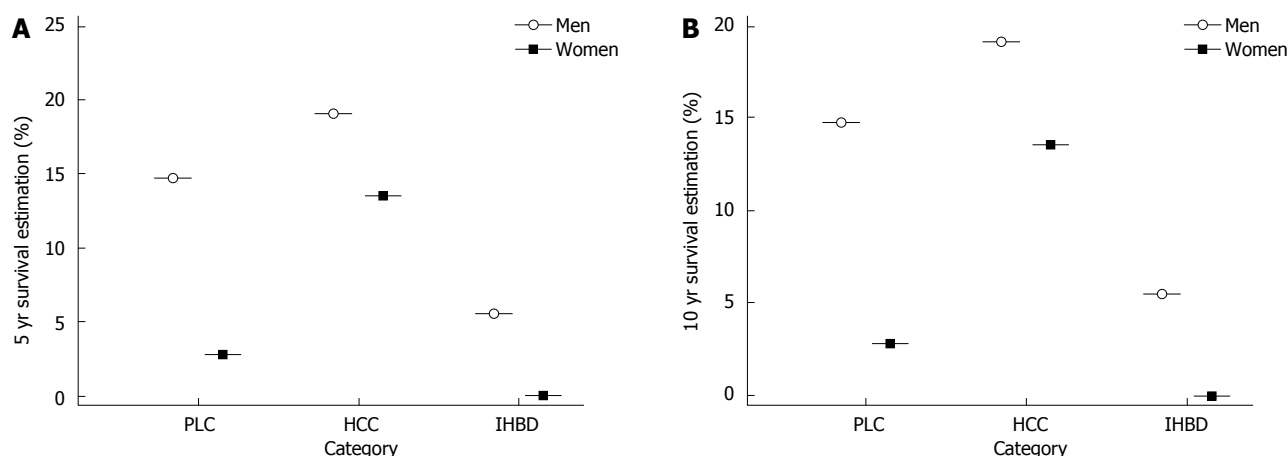 A
Men
Women
5 yr survival estimation (%)
25
20
15
10
5
0
PLC HCC IHBD
Category
B
Men
Women
10 yr survival estimation (%)
20
15
10
5
0
PLC HCC IHBD
Category